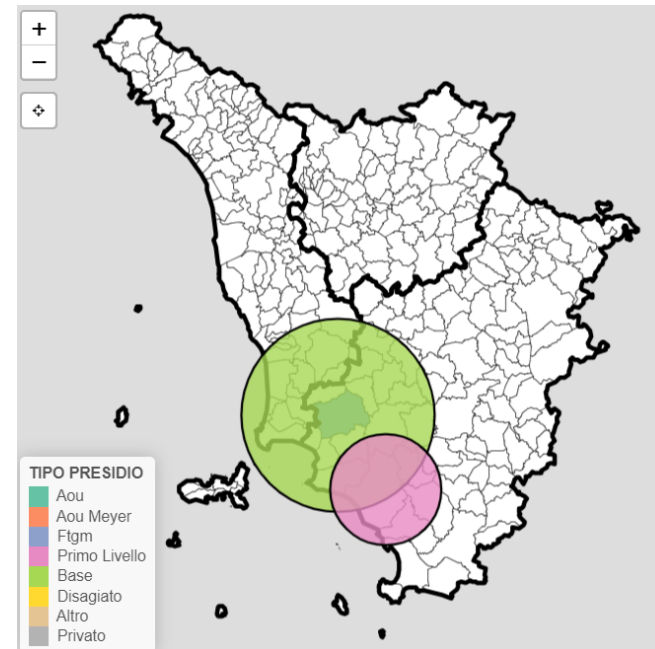 +
−
TIPO PRESIDIO
Aou
Aou Meyer
Ftgm
Primo Livello
Base
Disagiato
Altro
Privato